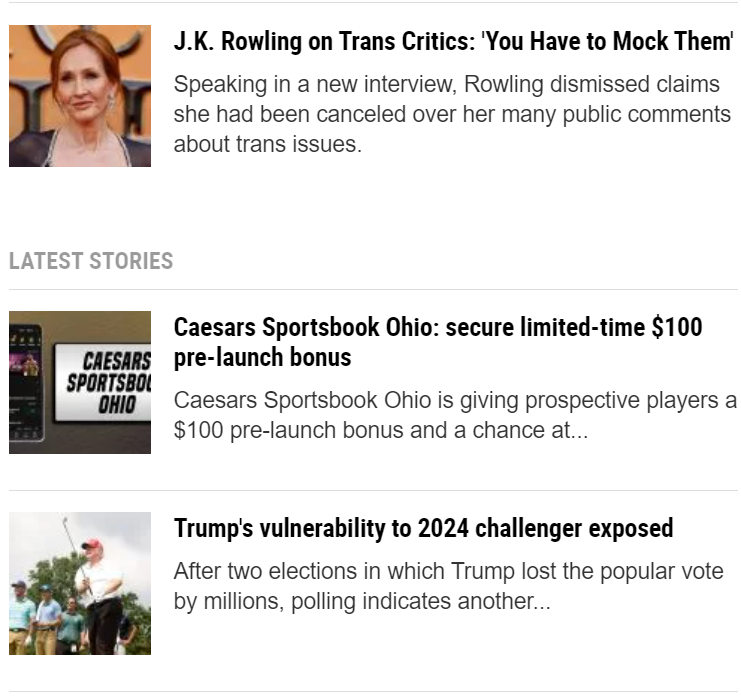 J.K. Rowling on Trans Critics: 'You Have to Mock Them'
Speaking in a new interview, Rowling dismissed claims
she had been canceled over her many public comments
about trans issues.
LATEST STORIES
CAESARS
SPORTSBOO
OHIO
Caesars Sportsbook Ohio: secure limited-time $100
pre-launch bonus
Caesars Sportsbook Ohio is giving prospective players a
$100 pre-launch bonus and a chance at...
Trump's vulnerability to 2024 challenger exposed
After two elections in which Trump lost the popular vote
by millions, polling indicates another...